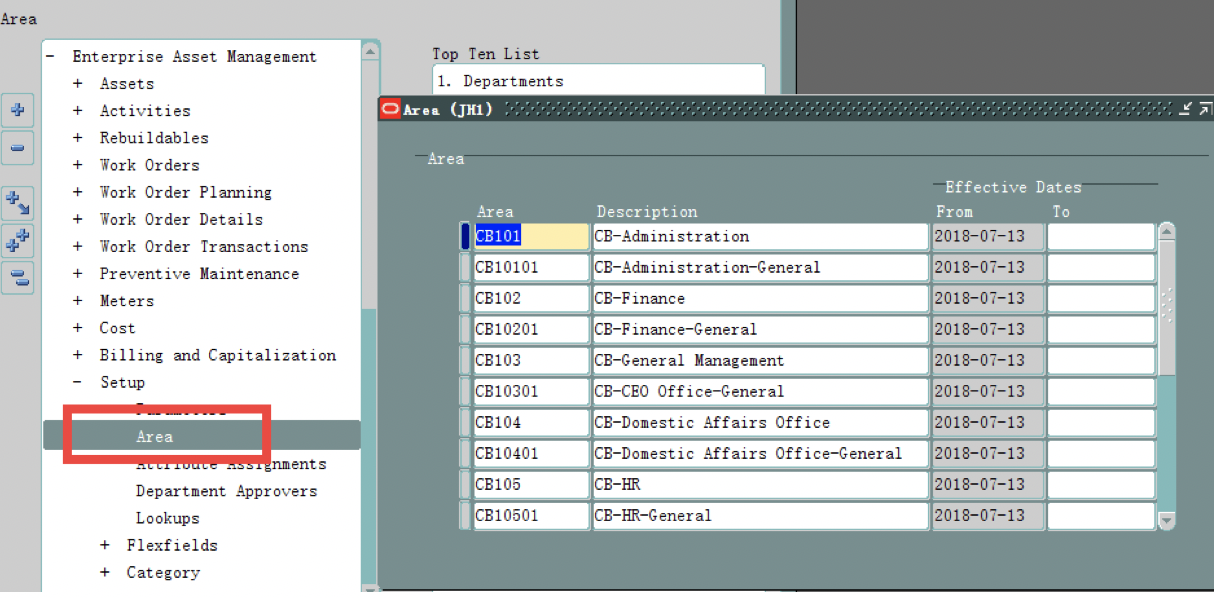 Area
- Enterprise Asset Management
+ Assets
+ Activities
+ Rebuildables
+ Work Orders
+ Work Order Planning
+ Work Order Details
+ Work Order Transactions
+ Preventive Maintenance
+ Meters
+ Cost
+ Billing and Capitalization
- Setup
Parameters
Area
Attribute Assignments
Department Approvers
Lookups
+ Flexfields
+ Category
Top Ten List
1. Departments
Area (JH1)
Area
Effective Dates
Area Description From To
CB101 CB-Administration 2018-07-13
CB10101 CB-Administration-General 2018-07-13
CB102 CB-Finance 2018-07-13
CB10201 CB-Finance-General 2018-07-13
CB103 CB-General Management 2018-07-13
CB10301 CB-CEO Office-General 2018-07-13
CB104 CB-Domestic Affairs Office 2018-07-13
CB10401 CB-Domestic Affairs Office-General 2018-07-13
CB105 CB-HR 2018-07-13
CB10501 CB-HR-General 2018-07-13